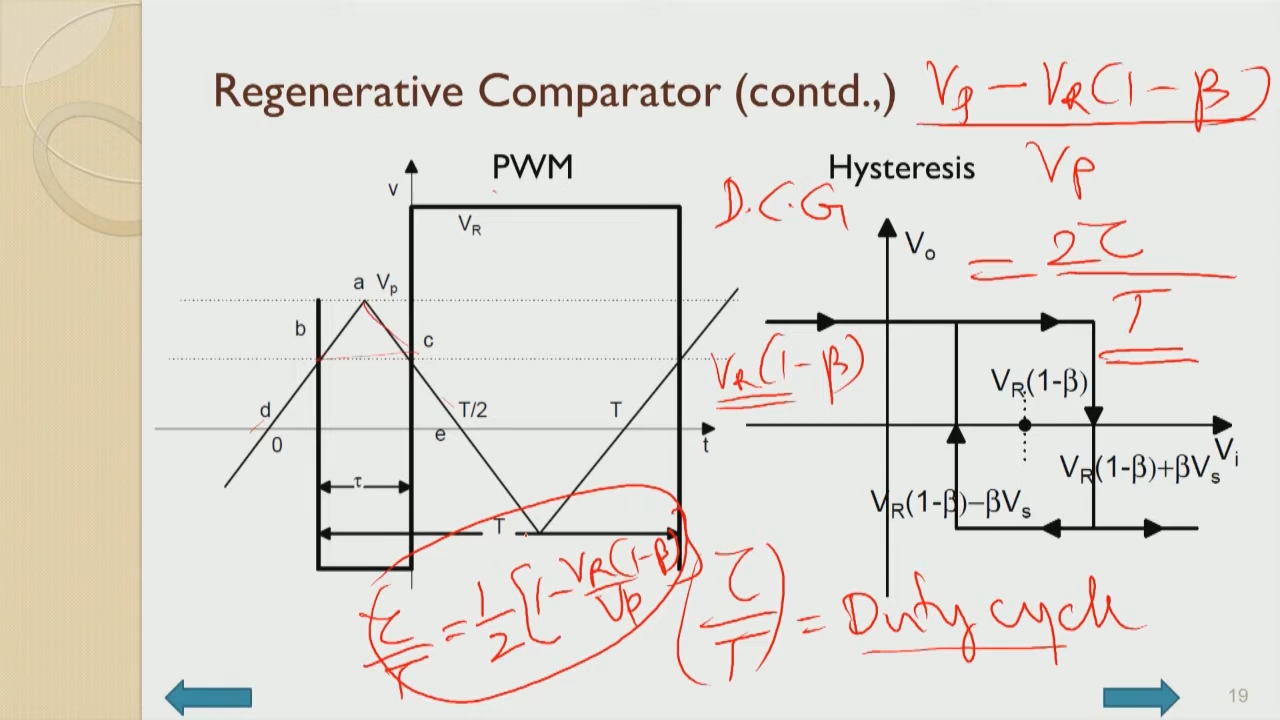 Regenerative Comparator (contd.,)
Vp − VR(1 − β)
Vp
= 2τ
T
PWM
Hysteresis
D.C.G
v
VR
Vo
a Vp
b
c
VR(1-β)
VR(1-β)
d
T/2
T
0
e
t
Vi
VR(1-β)+βVs
VR(1-β)−βVs
τ
T
τ/T = 1/2 [1 − VR(1-β)/Vp]
(τ/T) = Duty cycle
19